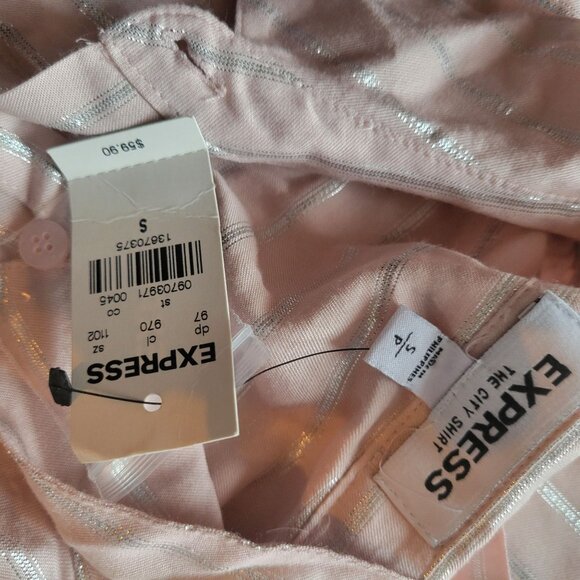 EXPRESS
dp cl sz
97 970 1102
st co
09703971 0045
13670375
S
$59.90
EXPRESS
THE CITY SHIRT
S
P
MADE IN
PHILIPPINES